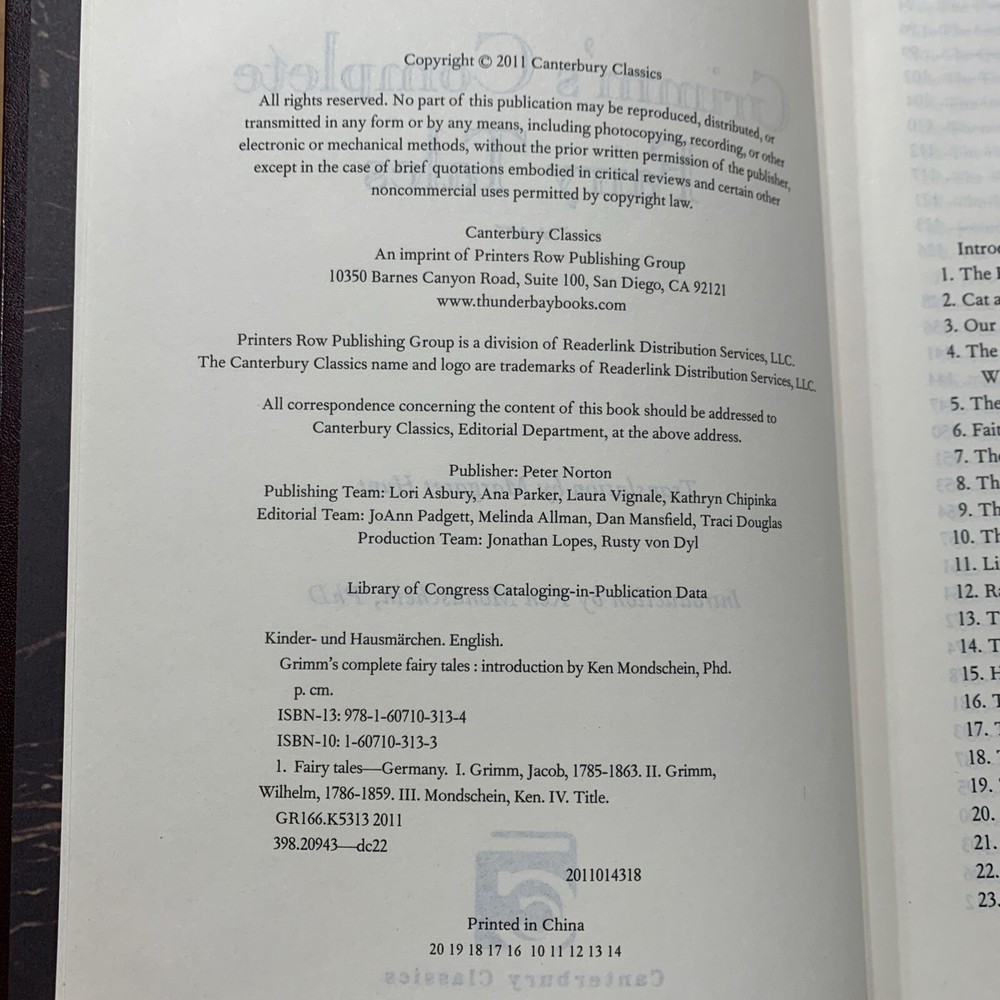 Copyright © 2011 Canterbury Classics
All rights reserved. No part of this publication may be reproduced, distributed, or
transmitted in any form or by any means, including photocopying, recording, or other
electronic or mechanical methods, without the prior written permission of the publisher,
except in the case of brief quotations embodied in critical reviews and certain other
noncommercial uses permitted by copyright law.
Canterbury Classics
An imprint of Printers Row Publishing Group
10350 Barnes Canyon Road, Suite 100, San Diego, CA 92121
www.thunderbaybooks.com
Printers Row Publishing Group is a division of Readerlink Distribution Services, LLC.
The Canterbury Classics name and logo are trademarks of Readerlink Distribution Services, LLC.
All correspondence concerning the content of this book should be addressed to
Canterbury Classics, Editorial Department, at the above address.
Publisher: Peter Norton
Publishing Team: Lori Asbury, Ana Parker, Laura Vignale, Kathryn Chipinka
Editorial Team: JoAnn Padgett, Melinda Allman, Dan Mansfield, Traci Douglas
Production Team: Jonathan Lopes, Rusty von Dyl
Library of Congress Cataloging-in-Publication Data
Kinder- und Hausmärchen. English.
Grimm's complete fairy tales : introduction by Ken Mondschein, Phd.
p. cm.
ISBN-13: 978-1-60710-313-4
ISBN-10: 1-60710-313-3
1. Fairy tales—Germany. I. Grimm, Jacob, 1785-1863. II. Grimm,
Wilhelm, 1786-1859. III. Mondschein, Ken. IV. Title.
GR166.K5313 2011
398.20943—dc22
2011014318
Printed in China
20 19 18 17 16 10 11 12 13 14
1. The
2. Cat a
3. Our
4. The
5. The
6.
7.
8.
9.
10.
11.
12.
13.
14.
15.
16.
17.
18.
19.
20.
21.
22.
23.